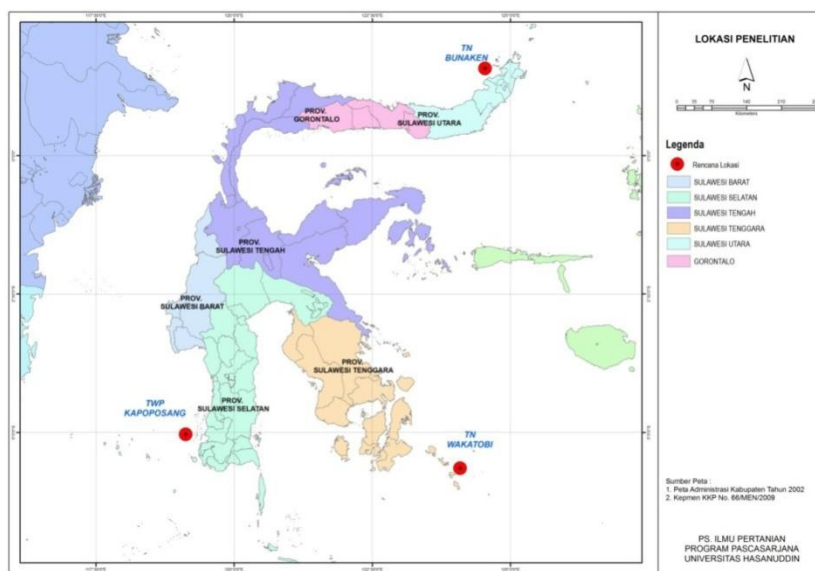 TN
BUNAKEN
PROV.
GORONTALO
PROV.
SULAWESI UTARA
PROV.
SULAWESI TENGAH
PROV.
SULAWESI BARAT
PROV.
SULAWESI TENGGARA
TWP
KAPOPOSANG
PROV.
SULAWESI SELATAN
TN
WAKATOBI
LOKASI PENELITIAN
N
Kilometers
Legenda
Rencana Lokasi
SULAWESI BARAT
SULAWESI SELATAN
SULAWESI TENGAH
SULAWESI TENGGARA
SULAWESI UTARA
GORONTALO
Sumber Peta :
1. Peta Administrasi Kabupaten Tahun 2002
2. Kepmen KKP No. 66/MEN/2009
PS. ILMU PERTANIAN
PROGRAM PASCASARJANA
UNIVERSITAS HASANUDDIN